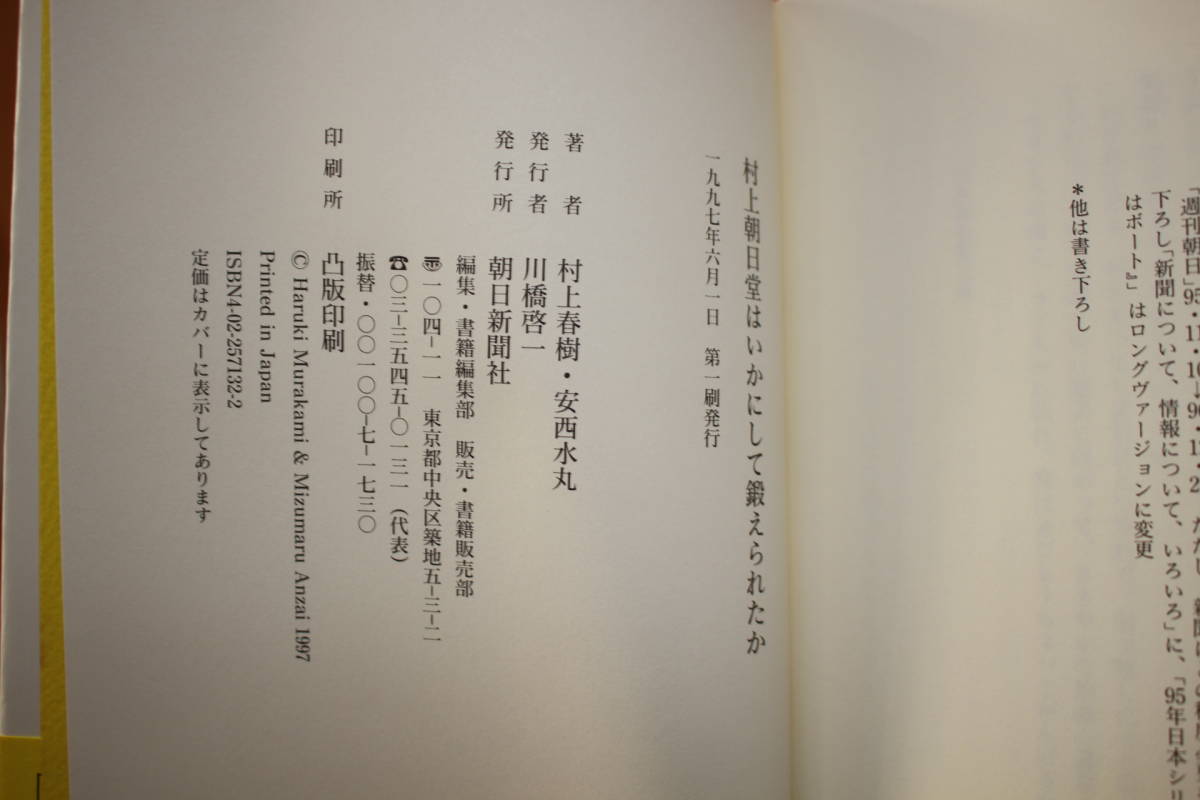 「週刊朝日」95・11・10→96・12・2
下ろし「新聞について、情報について、いろいろ」に、「95年日本シリ
はボート』」はロングヴァージョンに変更
＊他は書き下ろし
村上朝日堂はいかにして鍛えられたか
一九九七年六月一日　第一刷発行
著者　村上春樹・安西水丸
発行者　川橋啓一
発行所　朝日新聞社
編集・書籍編集部　販売・書籍販売部
〠一〇四-一一　東京都中央区築地五-三-二
☎〇三-三五四五-〇一三一（代表）
振替・〇〇一〇〇-七-一七三〇
印刷所　凸版印刷
© Haruki Murakami & Mizumaru Anzai 1997
Printed in Japan
ISBN4-02-257132-2
定価はカバーに表示してあります